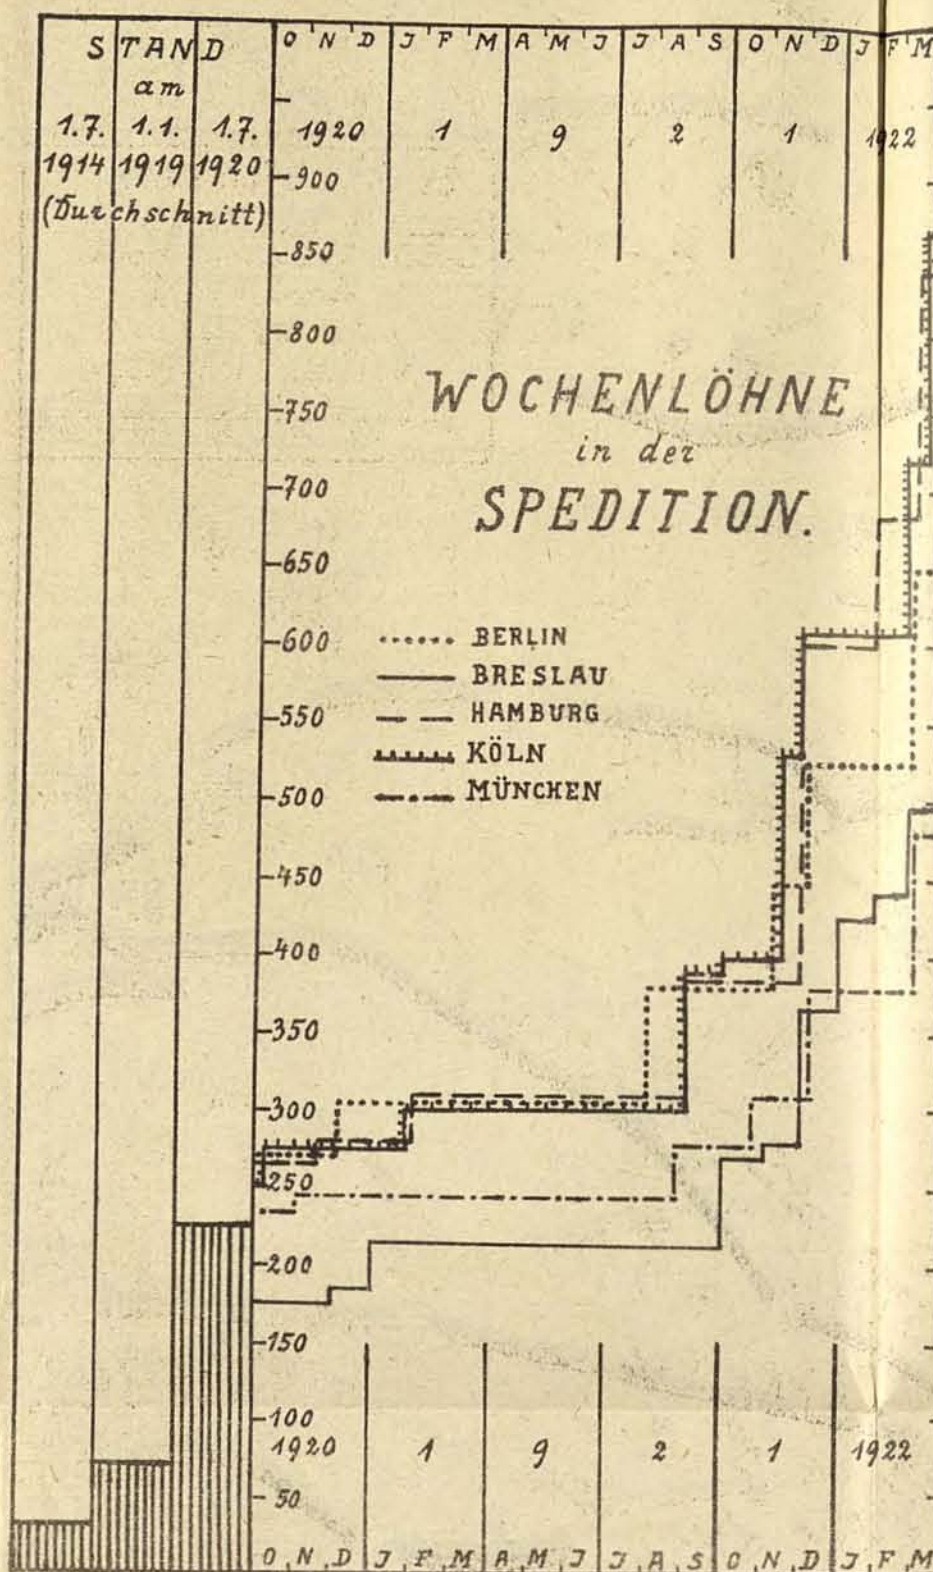 STAND
am
1.7. 1.1. 1.7.
1914 1919 1920
(Durchschnitt)
O N D J F M A M J J A S O N D J F M
1920 1 9 2 1 1922
900
850
800
750
700
650
600
550
500
450
400
350
300
250
200
150
100
50
WOCHENLÖHNE
in der
SPEDITION.
BERLIN
BRESLAU
HAMBURG
KÖLN
MÜNCHEN
1920 1 9 2 1 1922
O N D J F M A M J J A S O N D J F M